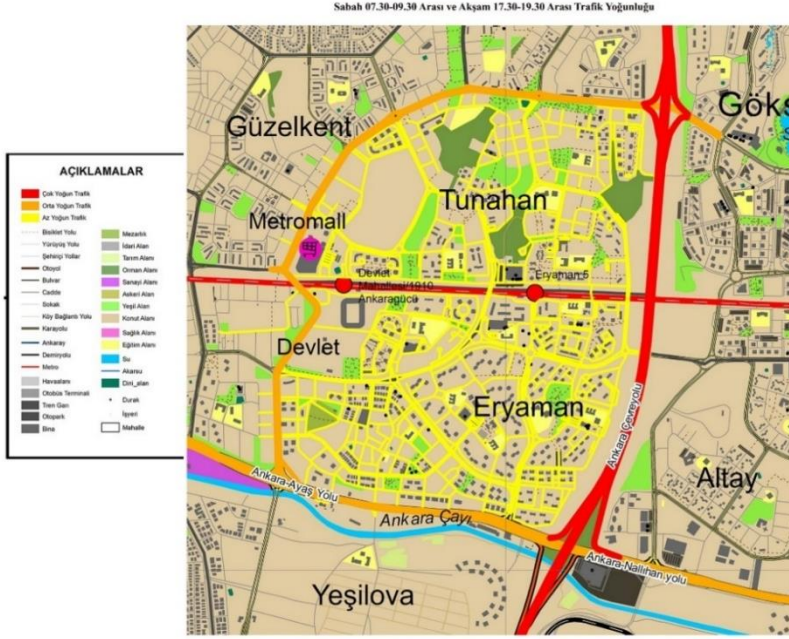 Sabah 07.30-09.30 Arası ve Akşam 17.30-19.30 Arası Trafik Yoğunluğu
AÇIKLAMALAR
Çok Yoğun Trafik
Orta Yoğun Trafik
Az Yoğun Trafik
Bisiklet Yolu
Yürüyüş Yolu
Şehiriçi Yollar
Otoyol
Bulvar
Cadde
Sokak
Köy Bağlantı Yolu
Karayolu
Ankaray
Demiryolu
Metro
Havaalanı
Otobüs Terminali
Tren Garı
Otopark
Bina
Mezarlık
İdari Alan
Tarım Alanı
Orman Alanı
Sanayi Alanı
Askeri Alan
Yeşil Alan
Konut Alanı
Sağlık Alanı
Eğitim Alanı
Su
Akarsu
Dini_alan
Durak
İşyeri
Mahalle
Güzelkent
Göks
Tunahan
Metromall
Devlet
Mahallesi/1910
Ankaragücü
Eryaman 5
Devlet
Eryaman
Ankara Çevreyolu
Altay
Ankara-Ayaş Yolu
Ankara Çayı
Ankara-Nallıhan yolu
Yeşilova